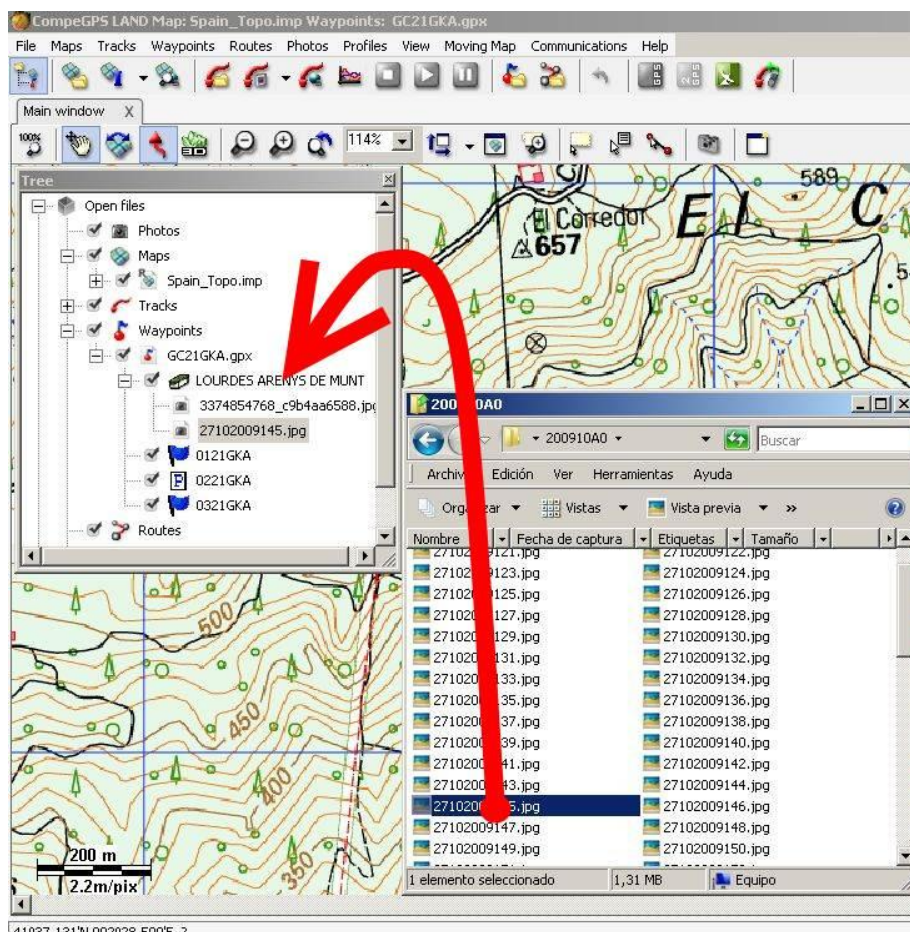 CompeGPS LAND Map: Spain_Topo.imp Waypoints: GC21GKA.gpx
File Maps Tracks Waypoints Routes Photos Profiles View Moving Map Communications Help
Main window X
100%
114%
Tree
Open files
Photos
Maps
Spain_Topo.imp
Tracks
Waypoints
GC21GKA.gpx
LOURDES ARENYS DE MUNT
3374854768_c9b4aa6588.jpg
27102009145.jpg
0121GKA
P 0221GKA
0321GKA
Routes
El Corredor
657
589
El C
500
450
400
350
200 m
2.2m/pix
200910A0
200910A0
Buscar
Edición Ver Herramientas Ayuda
Vistas Vista previa »
Nombre Fecha de captura Etiquetas Tamaño
27102009122.jpg
27102009124.jpg
27102009126.jpg
27102009128.jpg
27102009130.jpg
27102009132.jpg
27102009134.jpg
27102009136.jpg
27102009138.jpg
27102009140.jpg
27102009142.jpg
27102009144.jpg
27102009146.jpg
27102009147.jpg 27102009148.jpg
27102009149.jpg 27102009150.jpg
1 elemento seleccionado 1,31 MB Equipo